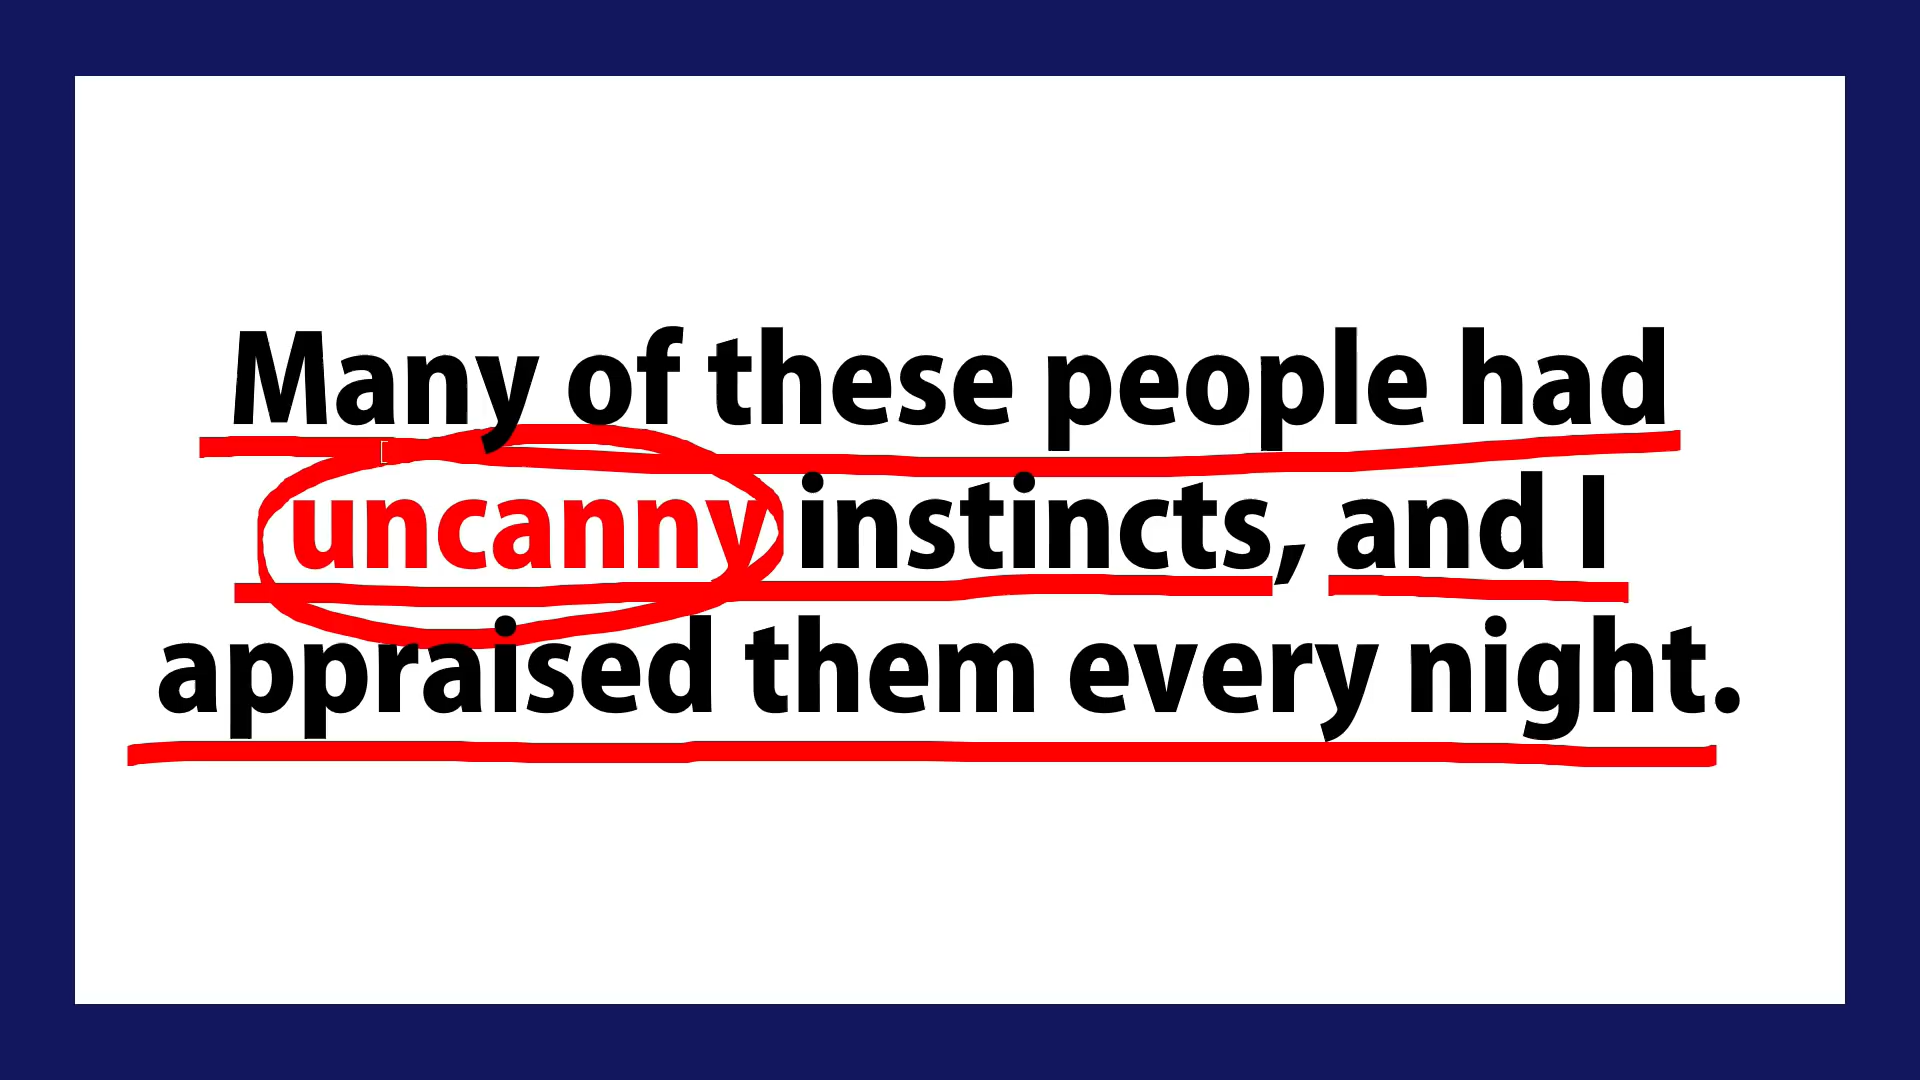 Many of these people had
uncanny instincts, and I
appraised them every night.